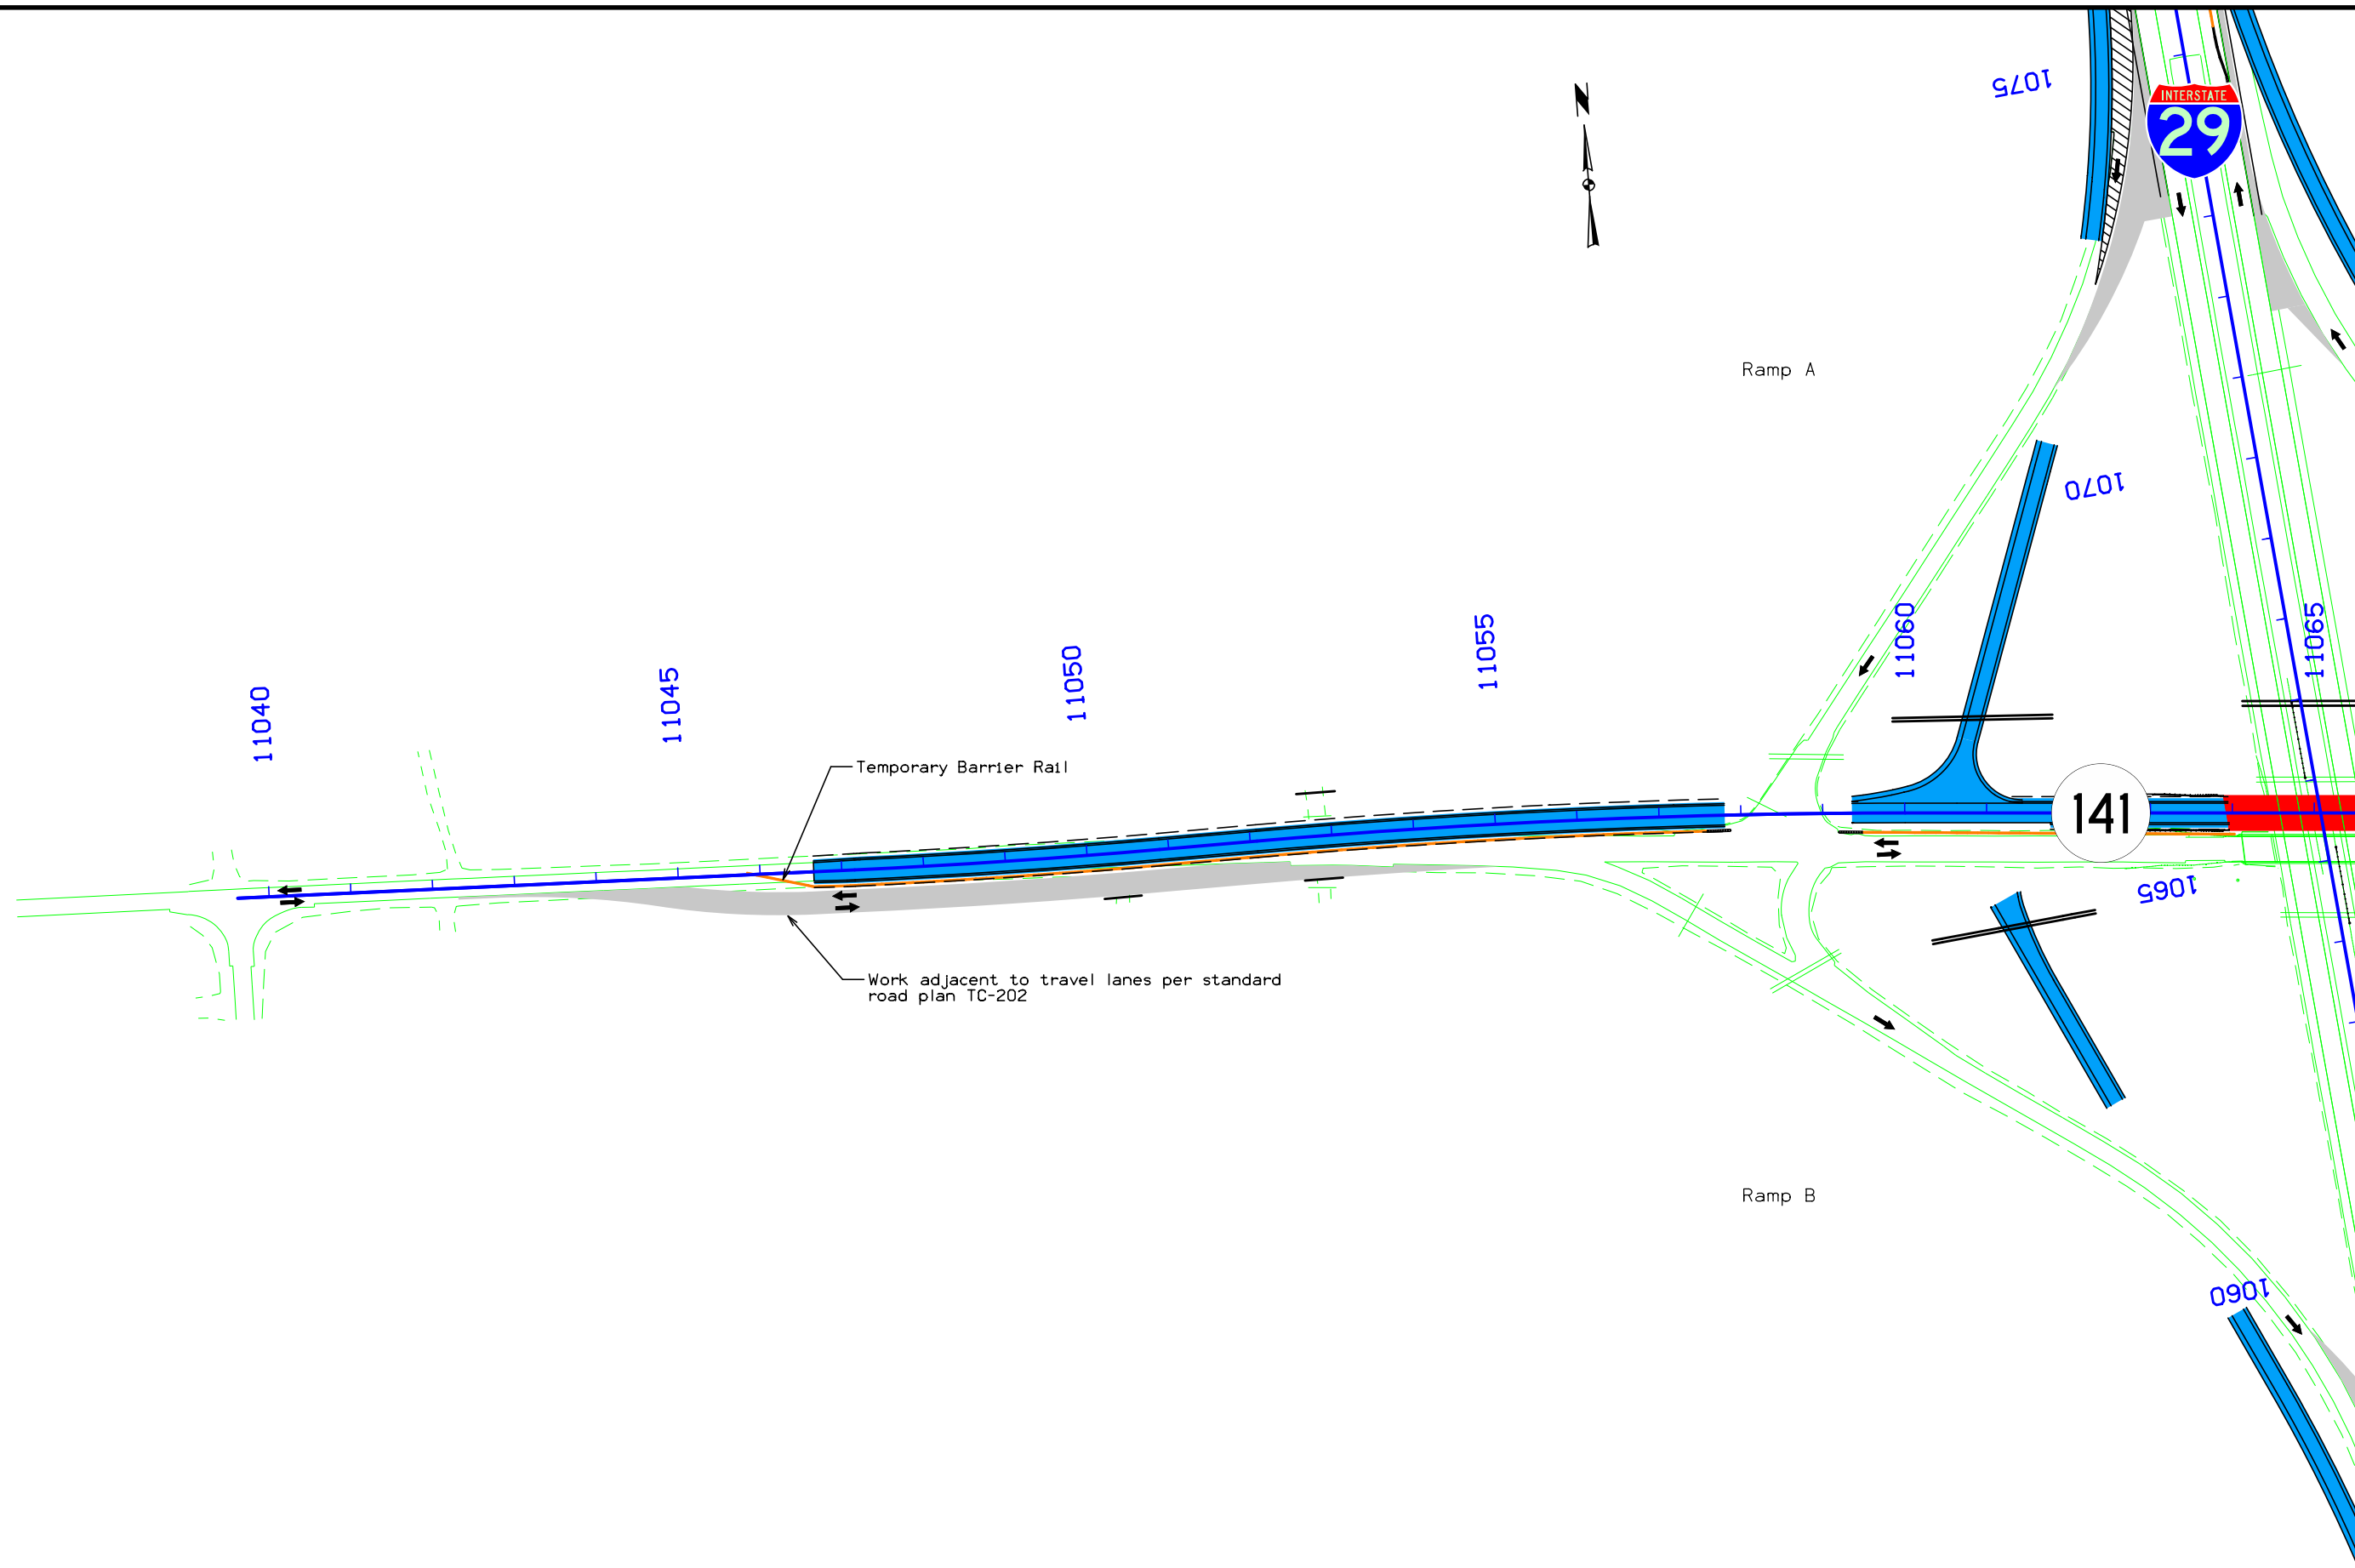 1075
INTERSTATE
29
N
Ramp A
1070
11055
11060
11065
11050
11045
11040
Temporary Barrier Rail
141
1065
Work adjacent to travel lanes per standard
road plan TC-202
Ramp B
1060